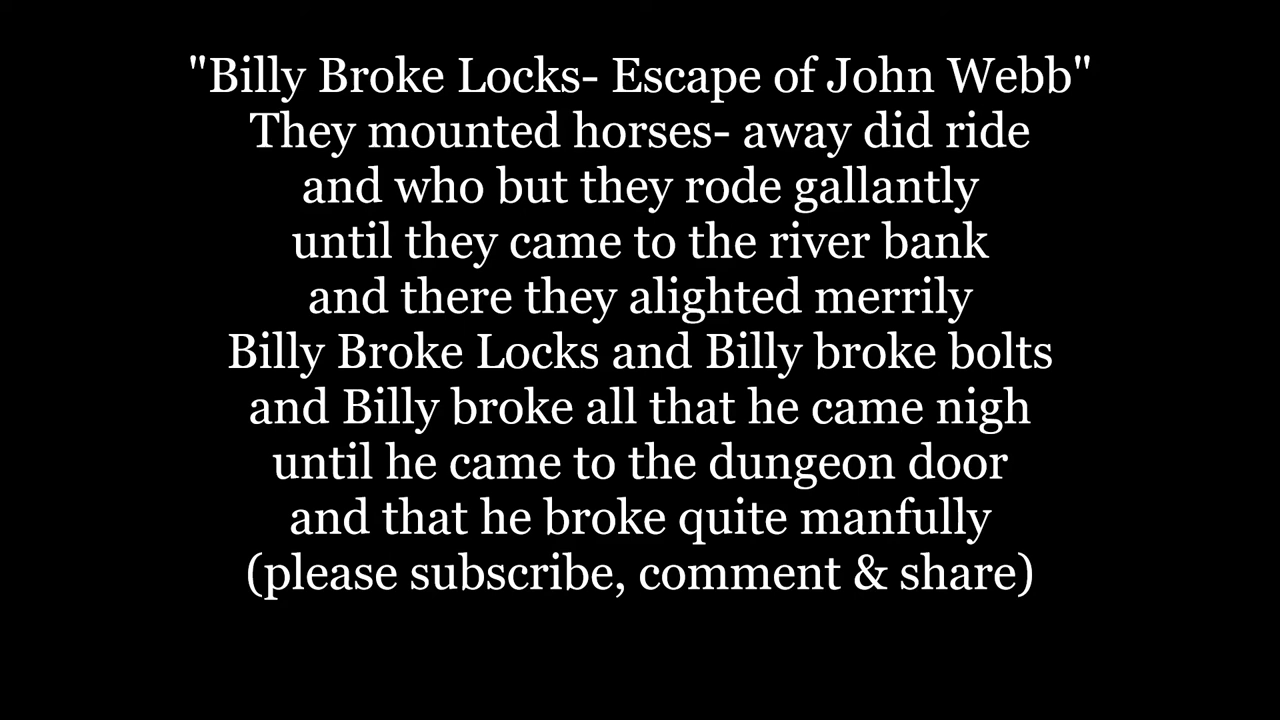 "Billy Broke Locks- Escape of John Webb"
They mounted horses- away did ride
and who but they rode gallantly
until they came to the river bank
and there they alighted merrily
Billy Broke Locks and Billy broke bolts
and Billy broke all that he came nigh
until he came to the dungeon door
and that he broke quite manfully
(please subscribe, comment & share)